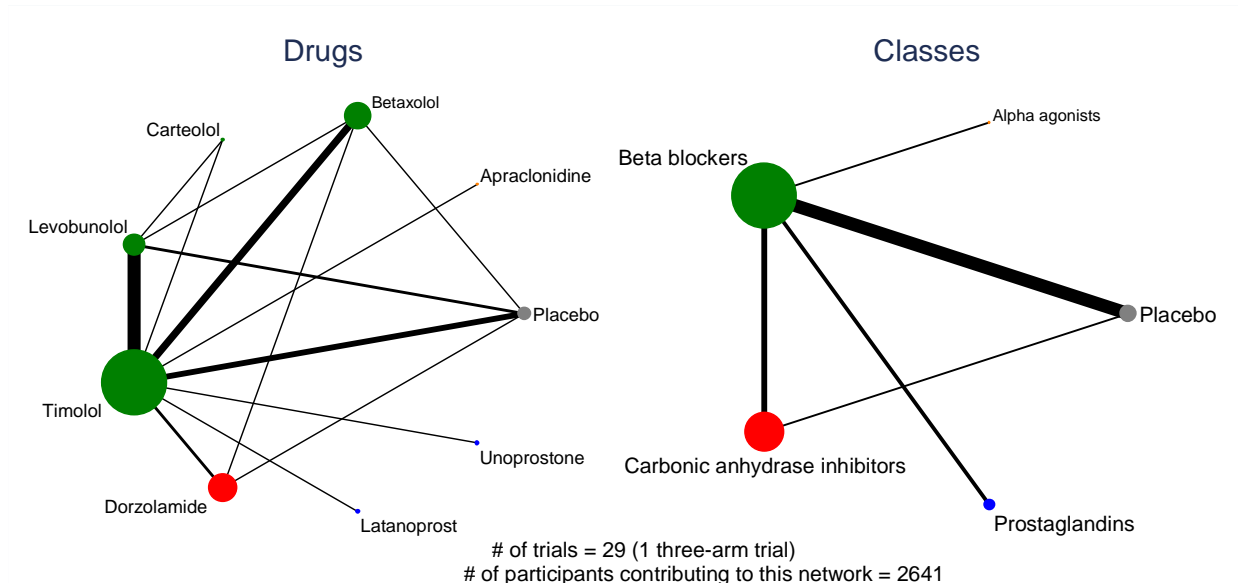 Drugs
Classes
Betaxolol
Carteolol
Apraclonidine
Levobunolol
Placebo
Timolol
Unoprostone
Dorzolamide
Latanoprost
Alpha agonists
Beta blockers
Placebo
Carbonic anhydrase inhibitors
Prostaglandins
# of trials = 29 (1 three-arm trial)
# of participants contributing to this network = 2641